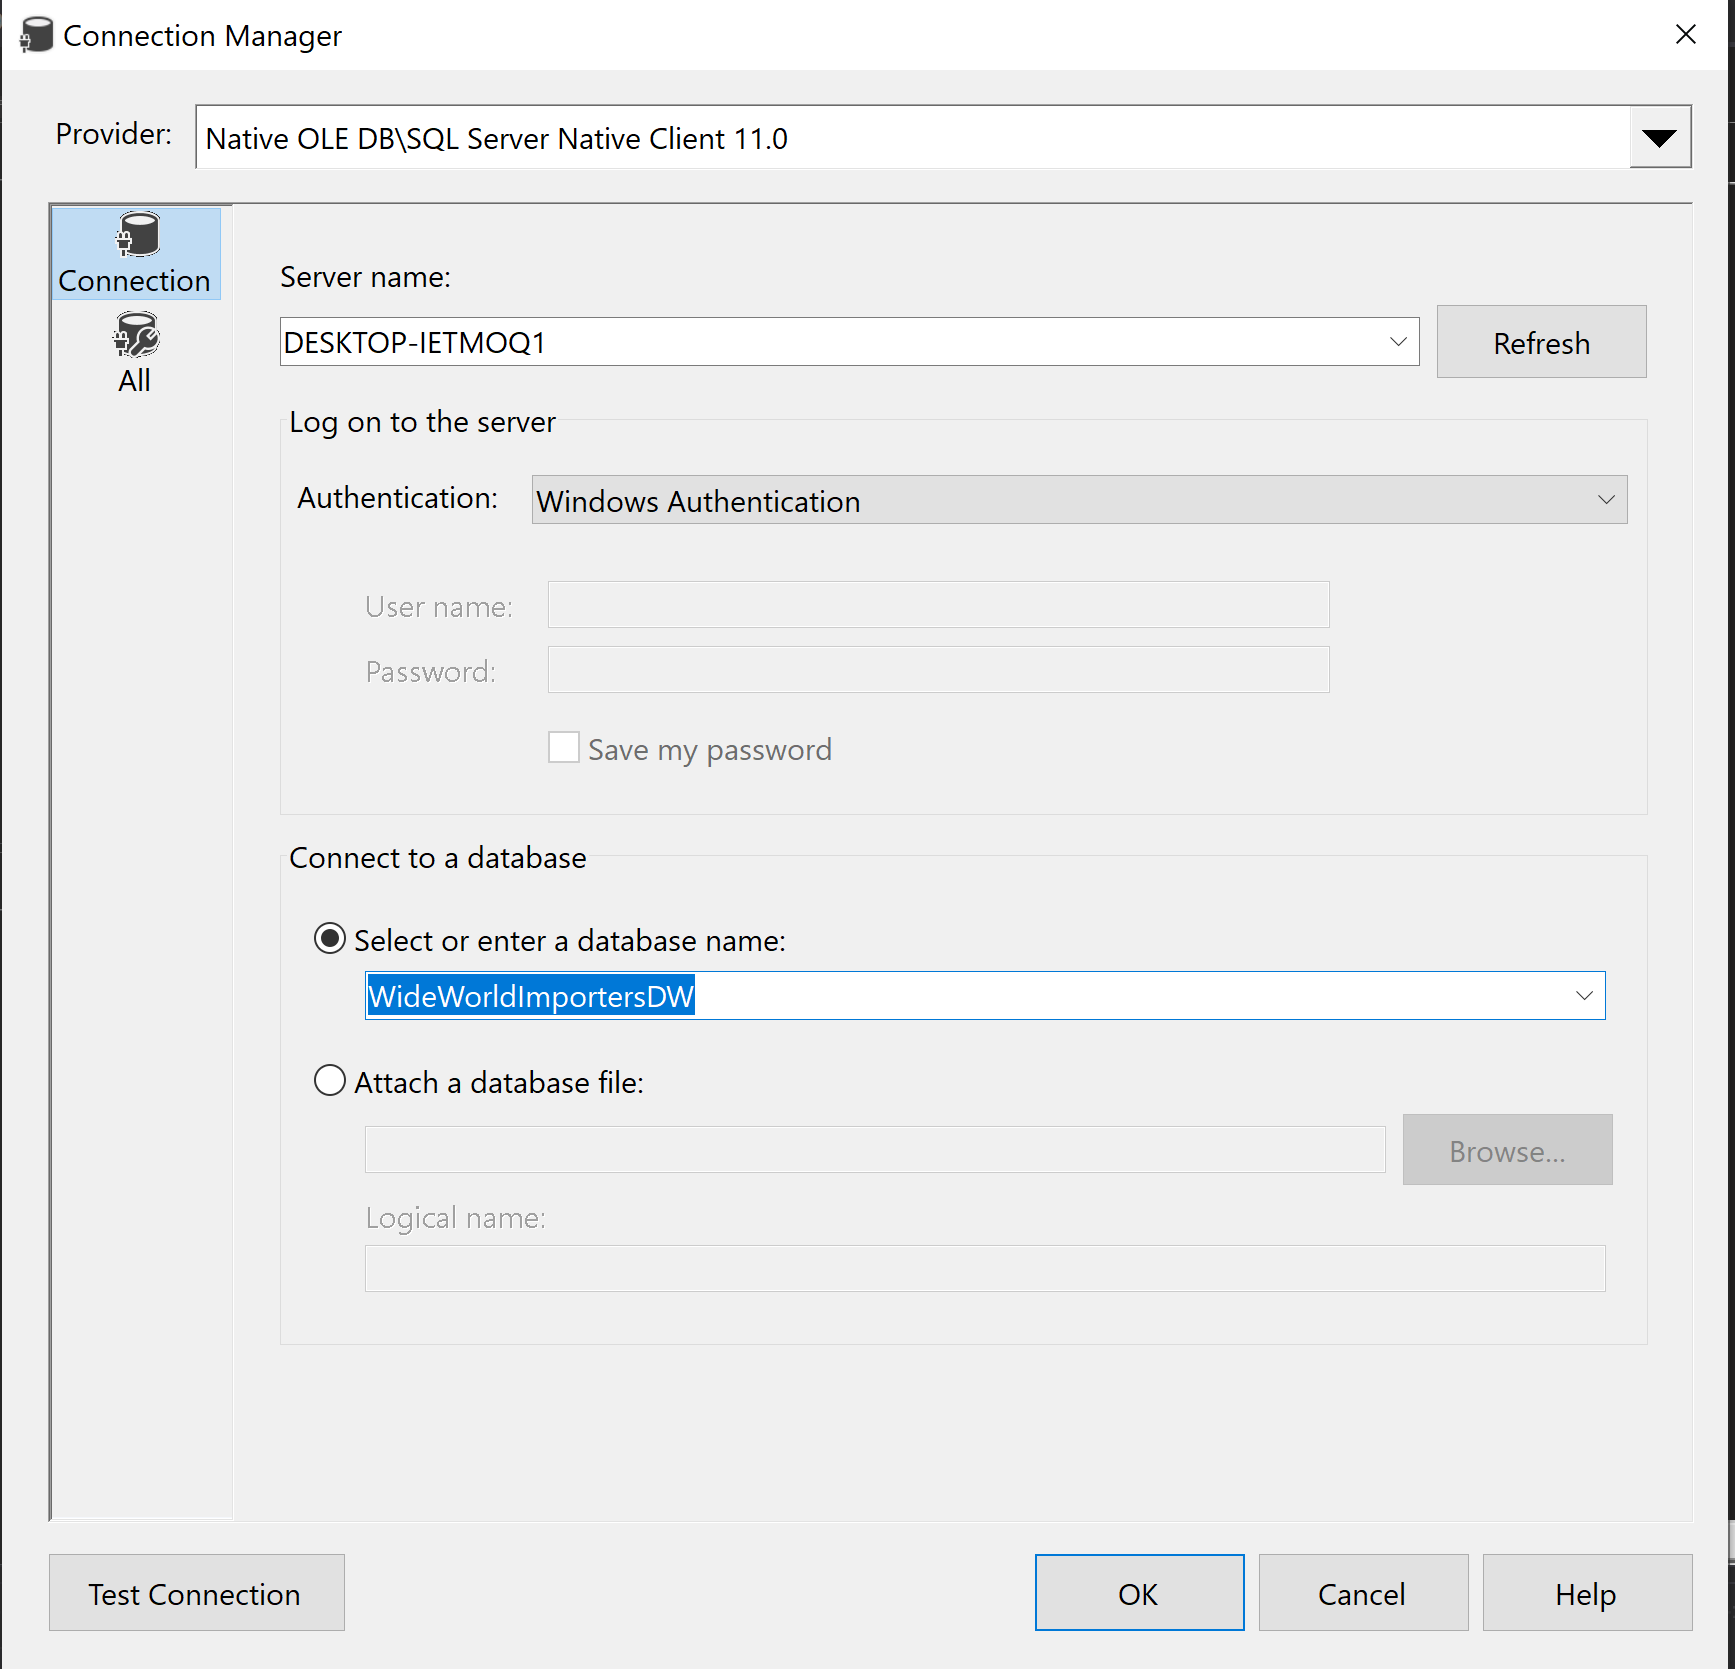 Connection Manager
Provider: Native OLE DB\SQL Server Native Client 11.0
Connection
All
Server name:
DESKTOP-IETMOQ1
Refresh
Log on to the server
Authentication: Windows Authentication
User name:
Password:
Save my password
Connect to a database
Select or enter a database name:
WideWorldImportersDW
Attach a database file:
Browse...
Logical name:
Test Connection
OK
Cancel
Help